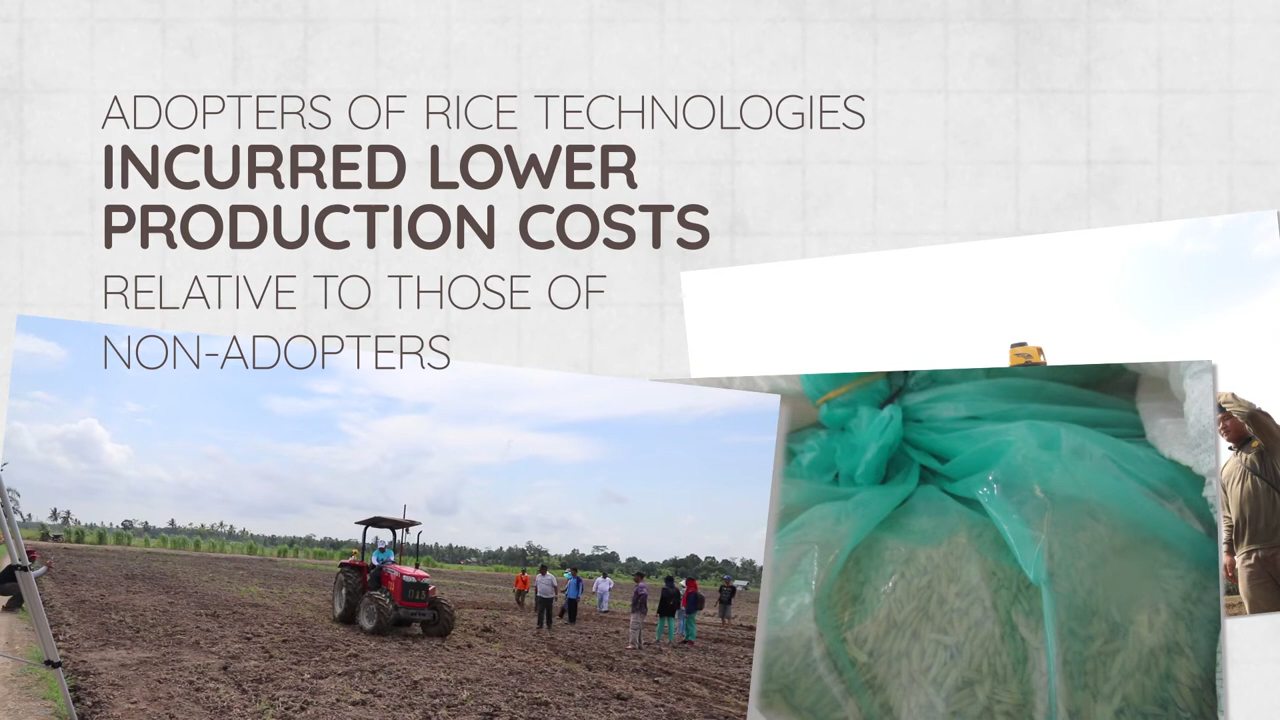 ADOPTERS OF RICE TECHNOLOGIES
INCURRED LOWER
PRODUCTION COSTS
RELATIVE TO THOSE OF
NON-ADOPTERS